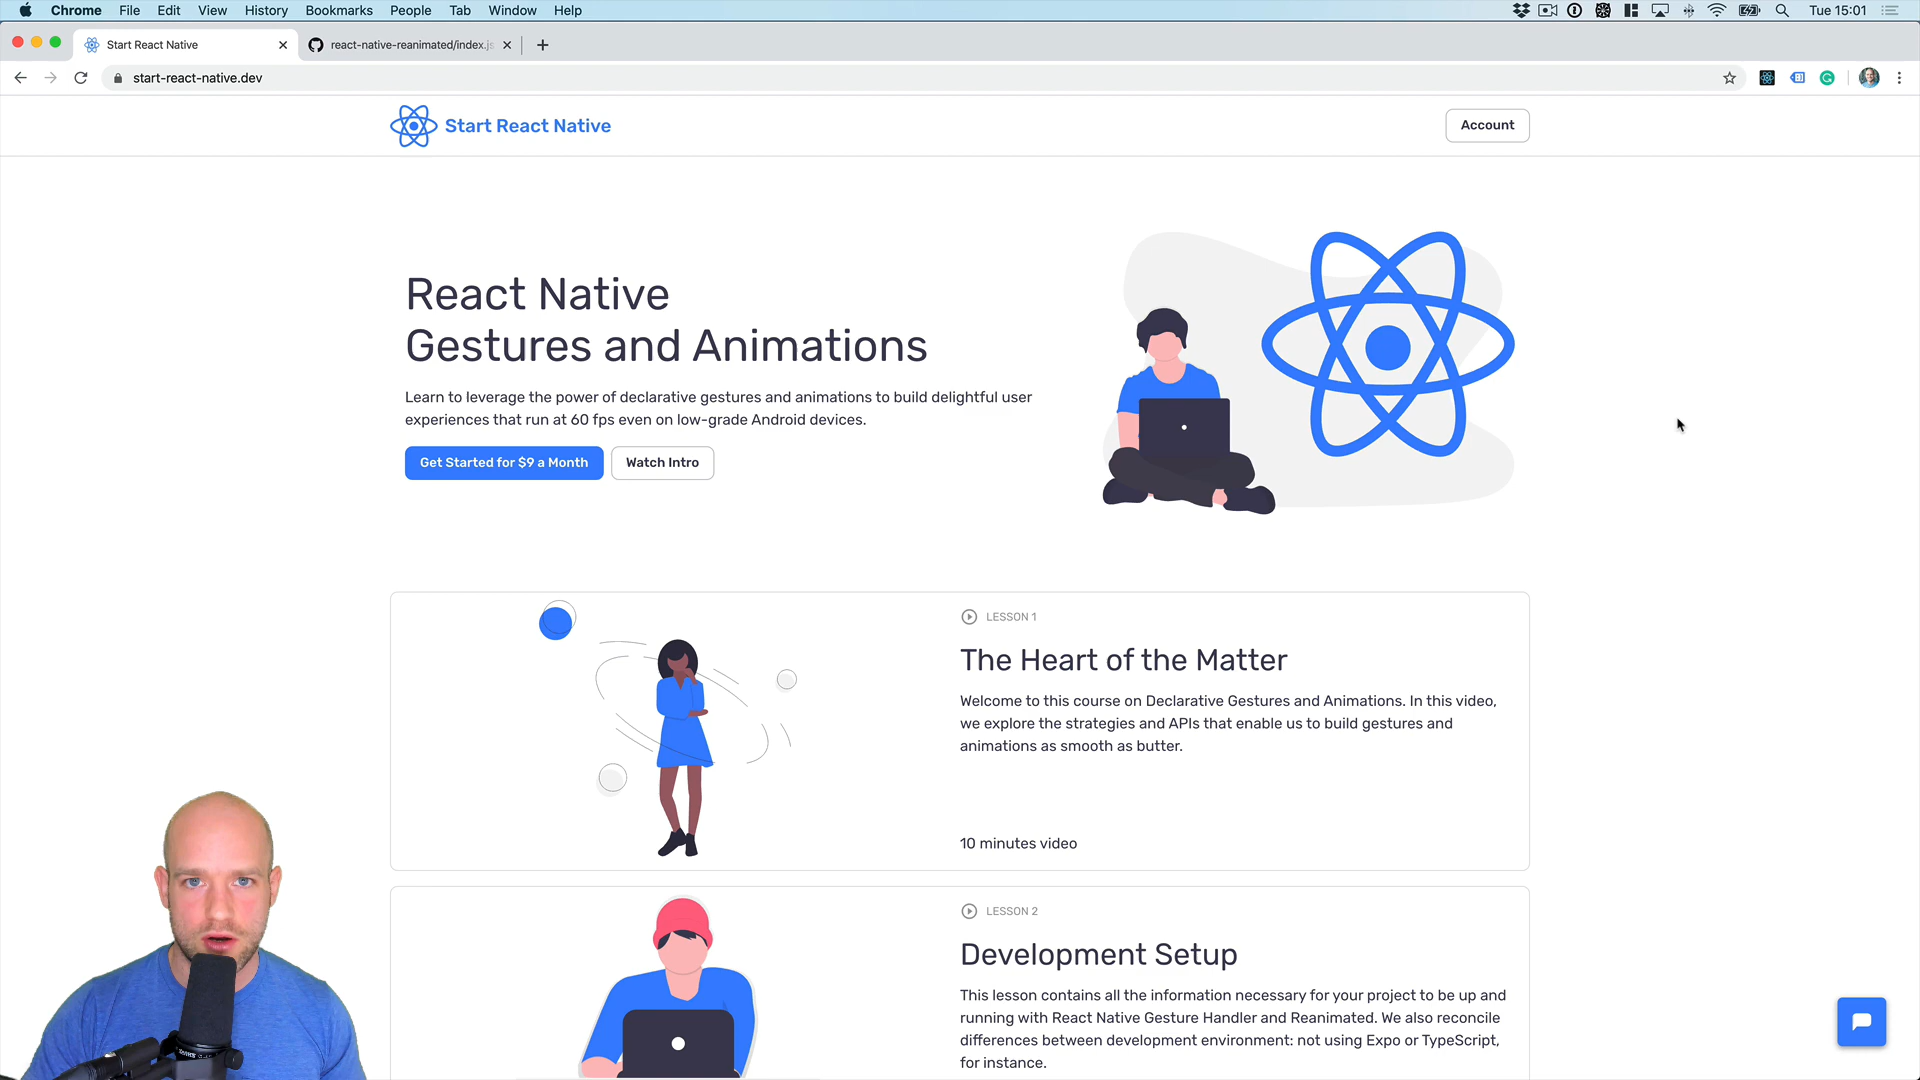 Chrome File Edit View History Bookmarks People Tab Window Help Tue 15:01
Start React Native react-native-reanimated/index.js
start-react-native.dev
Start React Native Account
React Native
Gestures and Animations
Learn to leverage the power of declarative gestures and animations to build delightful user
experiences that run at 60 fps even on low-grade Android devices.
Get Started for $9 a Month Watch Intro
LESSON 1
The Heart of the Matter
Welcome to this course on Declarative Gestures and Animations. In this video,
we explore the strategies and APIs that enable us to build gestures and
animations as smooth as butter.
10 minutes video
LESSON 2
Development Setup
This lesson contains all the information necessary for your project to be up and
running with React Native Gesture Handler and Reanimated. We also reconcile
differences between development environment: not using Expo or TypeScript,
for instance.